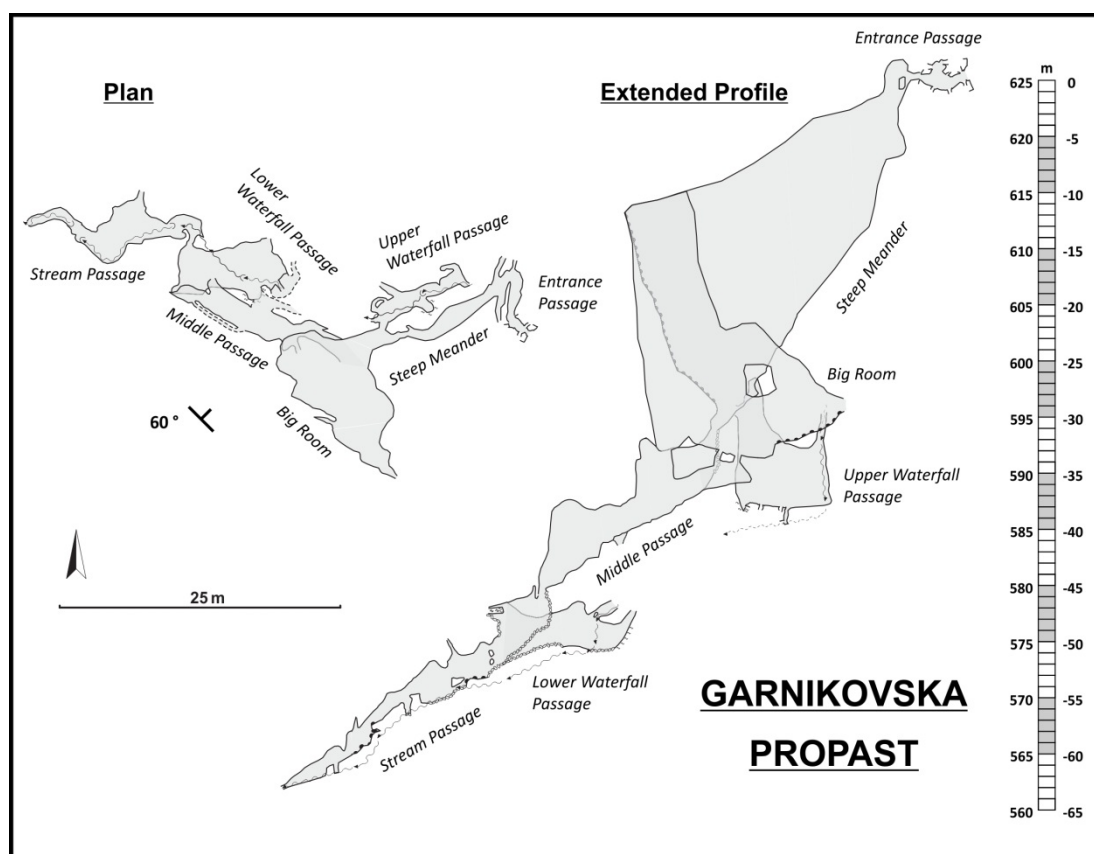 Plan
Lower
Waterfall Passage
Upper
Waterfall Passage
Stream Passage
Entrance
Passage
Middle Passage
Steep Meander
Big Room
60 °
25 m
Extended Profile
Entrance Passage
Steep Meander
Big Room
Upper Waterfall
Passage
Middle Passage
Lower Waterfall
Passage
Stream Passage
GARNIKOVSKA
PROPAST
m
625 0
620 -5
615 -10
610 -15
605 -20
600 -25
595 -30
590 -35
585 -40
580 -45
575 -50
570 -55
565 -60
560 -65